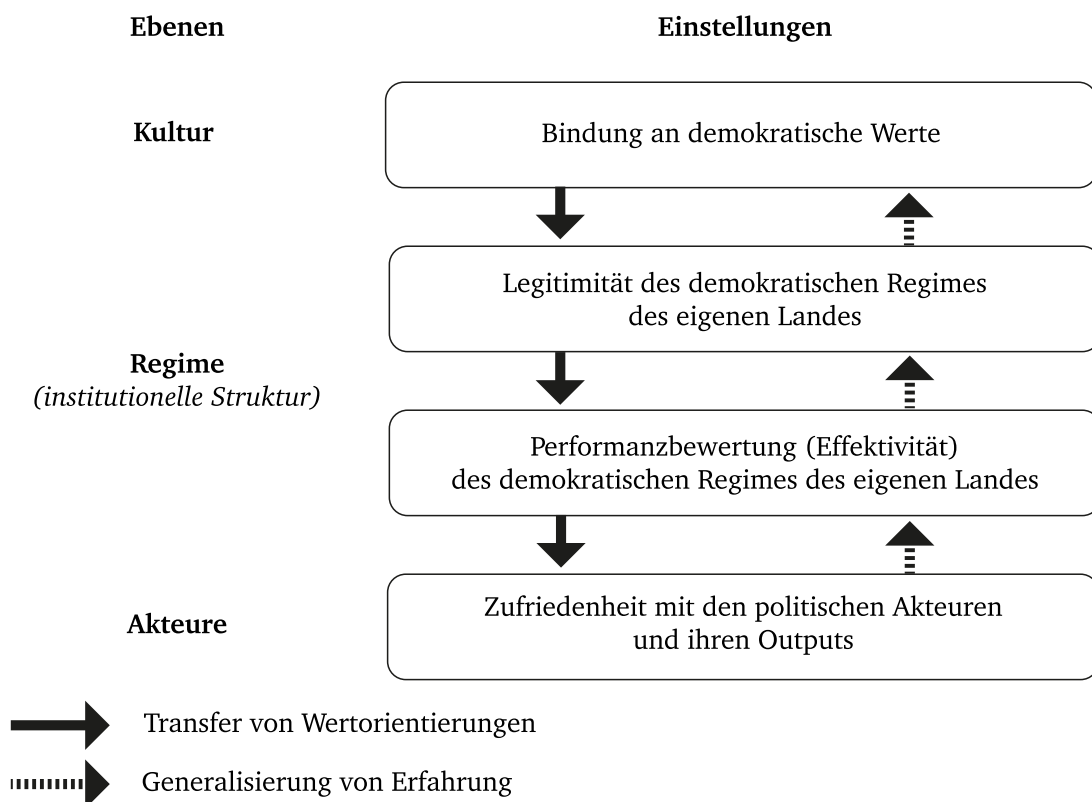 Ebenen
Einstellungen
Kultur
Bindung an demokratische Werte
Legitimität des demokratischen Regimes
des eigenen Landes
Regime
(institutionelle Struktur)
Performanzbewertung (Effektivität)
des demokratischen Regimes des eigenen Landes
Akteure
Zufriedenheit mit den politischen Akteuren
und ihren Outputs
Transfer von Wertorientierungen
Generalisierung von Erfahrung